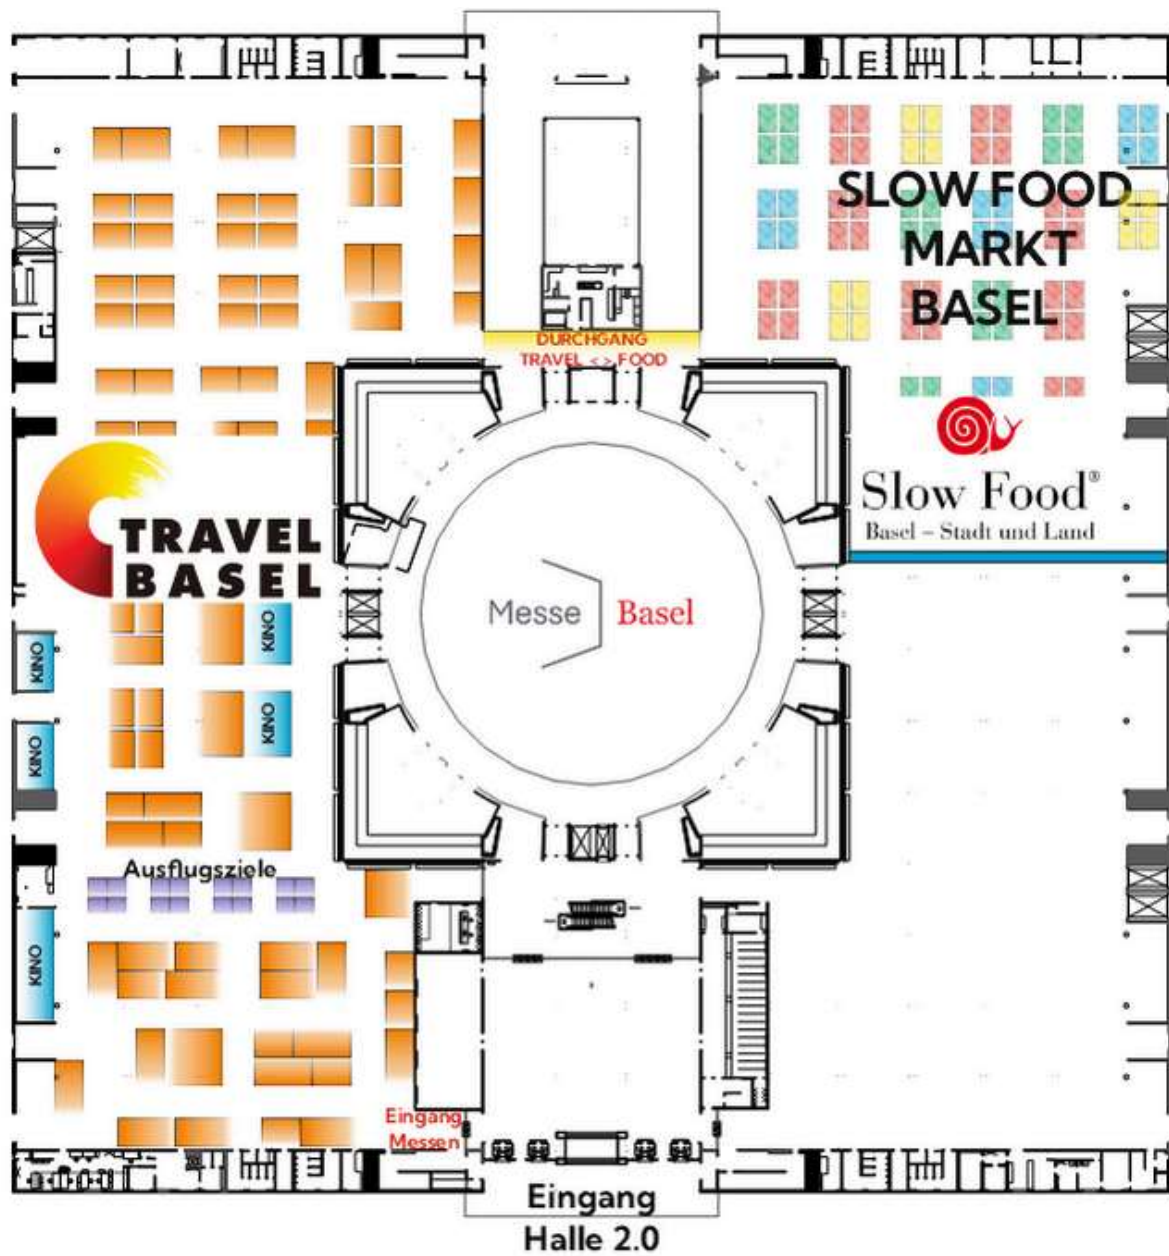 SLOW FOOD
MARKT
BASEL
DURCHGANG
TRAVEL <> FOOD
Slow Food®
Basel – Stadt und Land
TRAVEL
BASEL
Messe Basel
KINO
KINO
KINO
KINO
Ausflugsziele
KINO
Eingang
Messen
Eingang
Halle 2.0